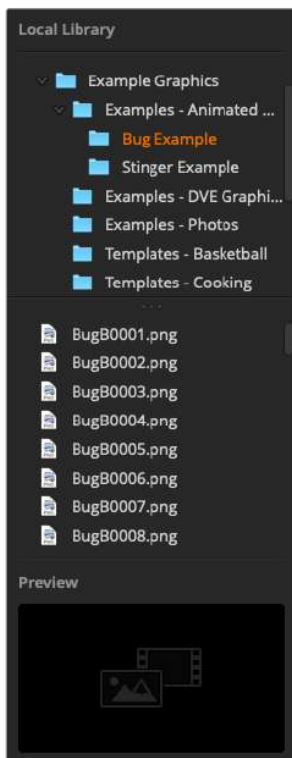 Local Library
Example Graphics
Examples - Animated ...
Bug Example
Stinger Example
Examples - DVE Graphi...
Examples - Photos
Templates - Basketball
Templates - Cooking
...
BugB0001.png
BugB0002.png
BugB0003.png
BugB0004.png
BugB0005.png
BugB0006.png
BugB0007.png
BugB0008.png
Preview